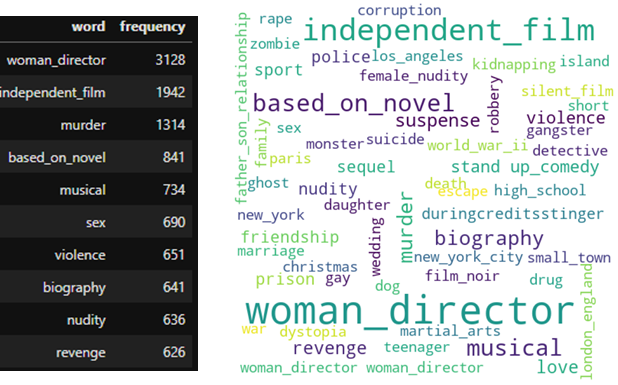 word frequency
woman_director 3128
independent_film 1942
murder 1314
based_on_novel 841
musical 734
sex 690
violence 651
biography 641
nudity 636
revenge 626
corruption
rape
independent_film
father_son_relationship
zombie
police
los_angeles
kidnapping
island
sport
female_nudity
silent_film
based_on_novel
robbery
short
suspense
violence
family
sex
gangster
monster
suicide
world_war_ii
detective
paris
sequel
stand up_comedy
ghost
nudity
death
escape
high_school
daughter
new_york
murder
duringcreditsstinger
wedding
friendship
biography
marriage
new_york_city
small_town
christmas
film_noir
prison
gay
dog
drug
london_england
woman_director
war
dystopia
martial_arts
revenge
teenager
musical
woman_director
woman_director
love